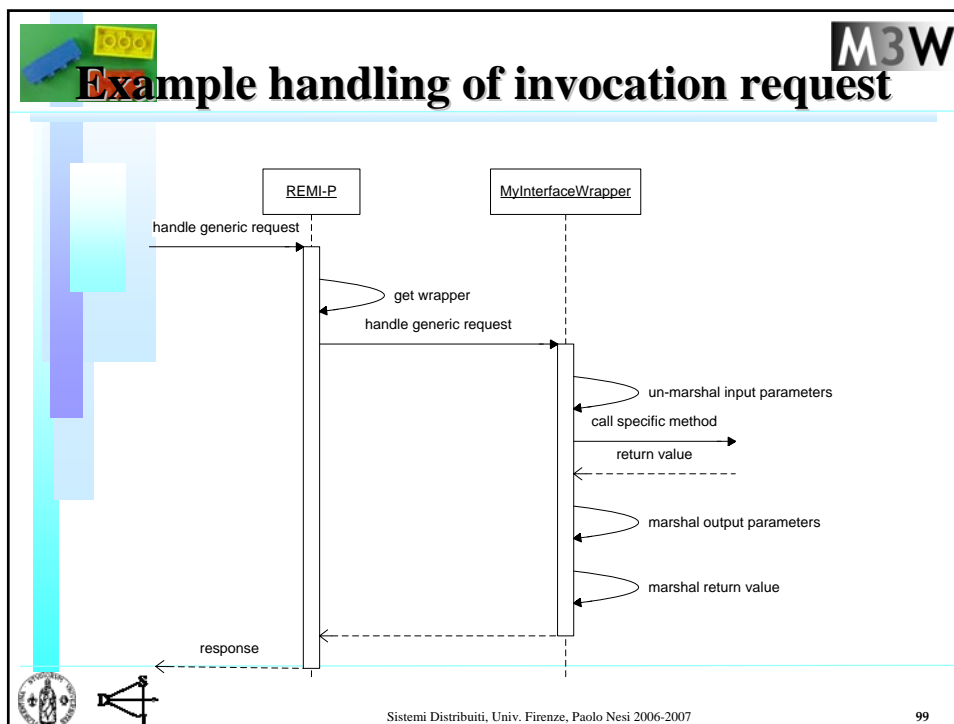 M3W
Example handling of invocation request
REMI-P
MyInterfaceWrapper
handle generic request
get wrapper
handle generic request
un-marshal input parameters
call specific method
return value
marshal output parameters
marshal return value
response
D S I
Sistemi Distribuiti, Univ. Firenze, Paolo Nesi 2006-2007
99